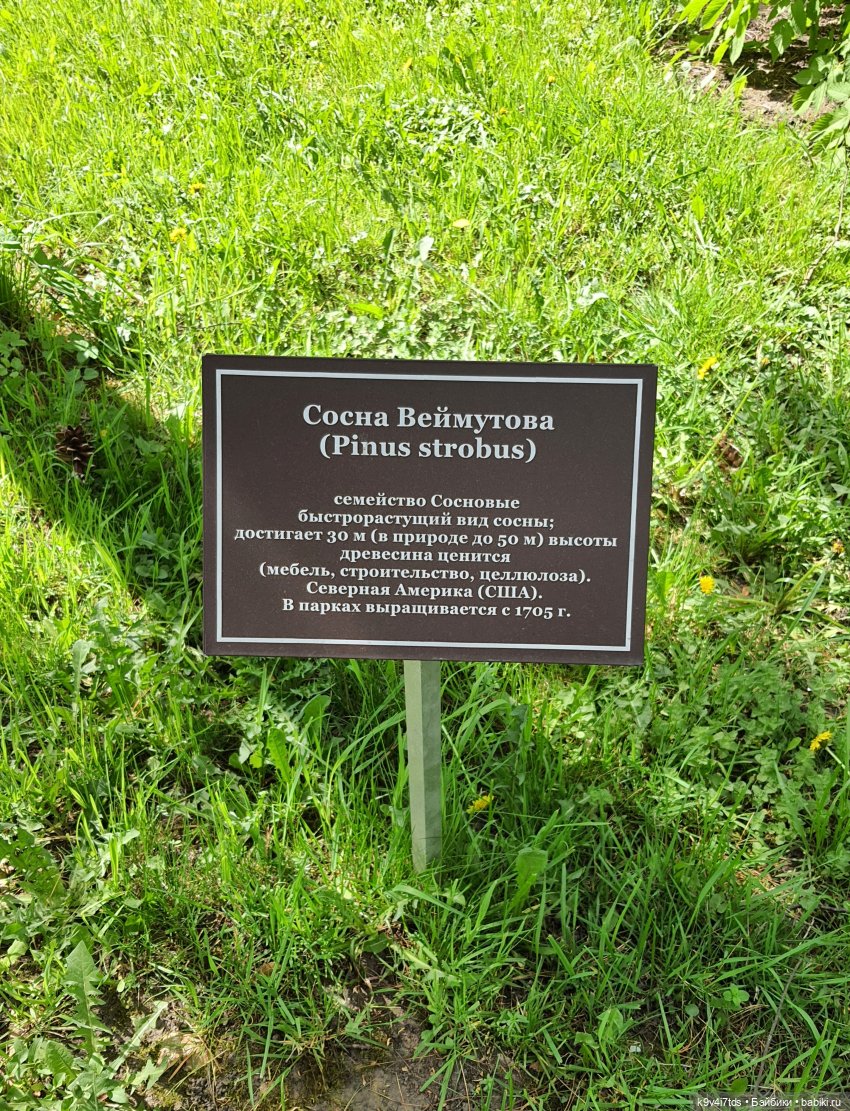 Сосна Веймутова
(Pinus strobus)
семейство Сосновые
быстрорастущий вид сосны;
достигает 30 м (в природе до 50 м) высоты
древесина ценится
(мебель, строительство, целлюлоза).
Северная Америка (США).
В парках выращивается с 1705 г.
k9v4l7tds • Бэйбики • babiki.ru